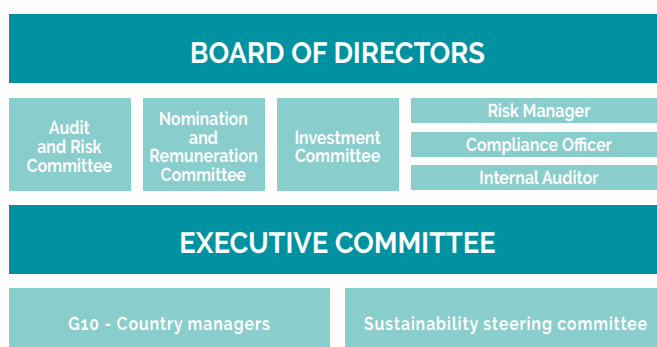 BOARD OF DIRECTORS
Audit
and Risk
Committee
Nomination
and
Remuneration
Committee
Investment
Committee
Risk Manager
Compliance Officer
Internal Auditor
EXECUTIVE COMMITTEE
G10 - Country managers
Sustainability steering committee